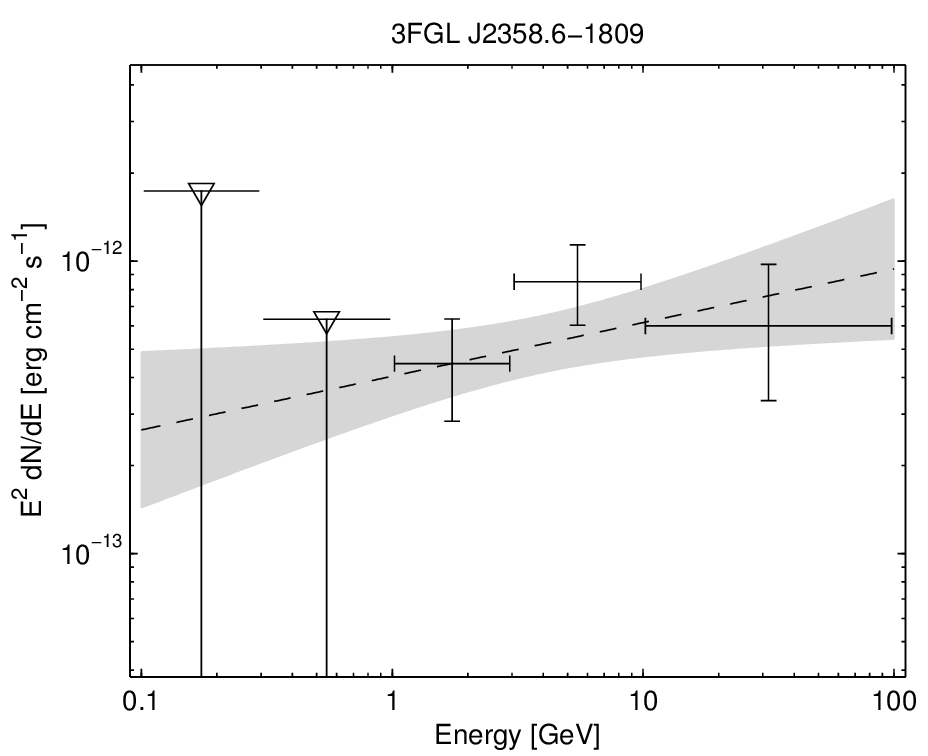 3FGL J2358.6−1809
E² dN/dE [erg cm⁻² s⁻¹]
10⁻¹²
10⁻¹³
0.1 1 10 100
Energy [GeV]